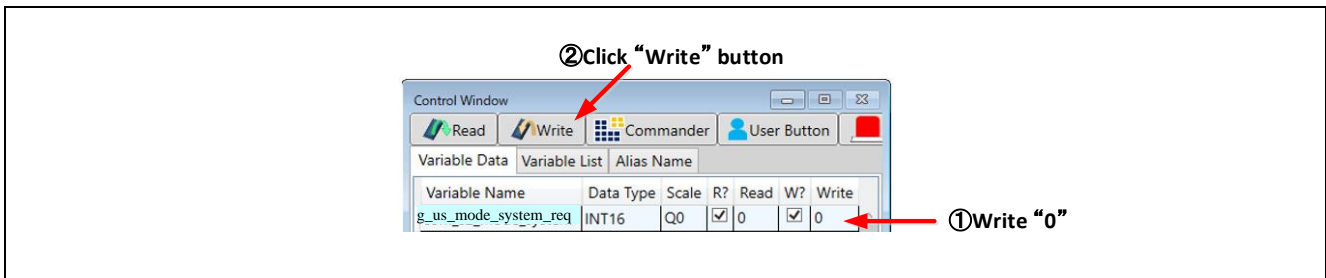 ②Click “Write” button
Control Window
Read Write Commander User Button
Variable Data Variable List Alias Name
Variable Name Data Type Scale R? Read W? Write
g_us_mode_system_req INT16 Q0 0 0
①Write “0”